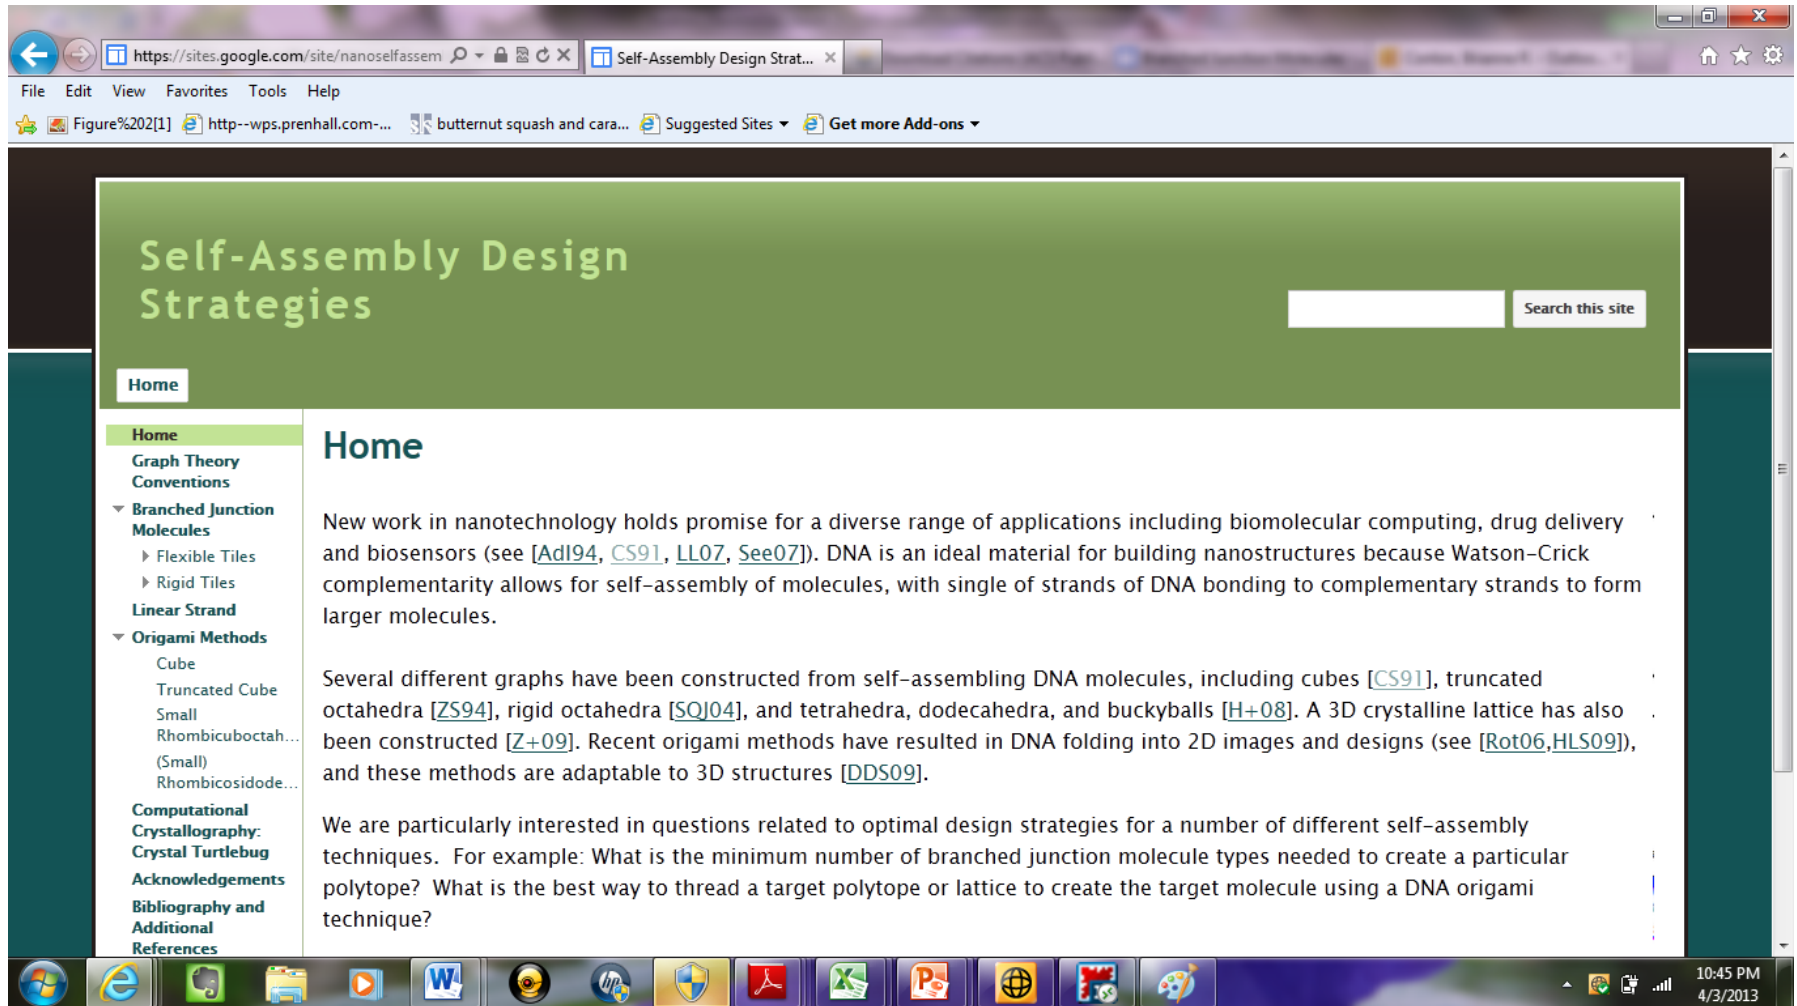 https://sites.google.com/site/nanoselfassem
Self-Assembly Design Strat...
File Edit View Favorites Tools Help
Figure%202[1] http--wps.prenhall.com-... butternut squash and cara... Suggested Sites Get more Add-ons
Self-Assembly Design
Strategies
Search this site
Home
Home
Graph Theory
Conventions
Branched Junction
Molecules
Flexible Tiles
Rigid Tiles
Linear Strand
Origami Methods
Cube
Truncated Cube
Small
Rhombicuboctah...
(Small)
Rhombicosidode...
Computational
Crystallography:
Crystal Turtlebug
Acknowledgements
Bibliography and
Additional
References
Home
New work in nanotechnology holds promise for a diverse range of applications including biomolecular computing, drug delivery
and biosensors (see [Adl94, CS91, LL07, See07]). DNA is an ideal material for building nanostructures because Watson-Crick
complementarity allows for self-assembly of molecules, with single of strands of DNA bonding to complementary strands to form
larger molecules.
Several different graphs have been constructed from self-assembling DNA molecules, including cubes [CS91], truncated
octahedra [ZS94], rigid octahedra [SQJ04], and tetrahedra, dodecahedra, and buckyballs [H+08]. A 3D crystalline lattice has also
been constructed [Z+09]. Recent origami methods have resulted in DNA folding into 2D images and designs (see [Rot06,HLS09]),
and these methods are adaptable to 3D structures [DDS09].
We are particularly interested in questions related to optimal design strategies for a number of different self-assembly
techniques. For example: What is the minimum number of branched junction molecule types needed to create a particular
polytope? What is the best way to thread a target polytope or lattice to create the target molecule using a DNA origami
technique?
10:45 PM
4/3/2013